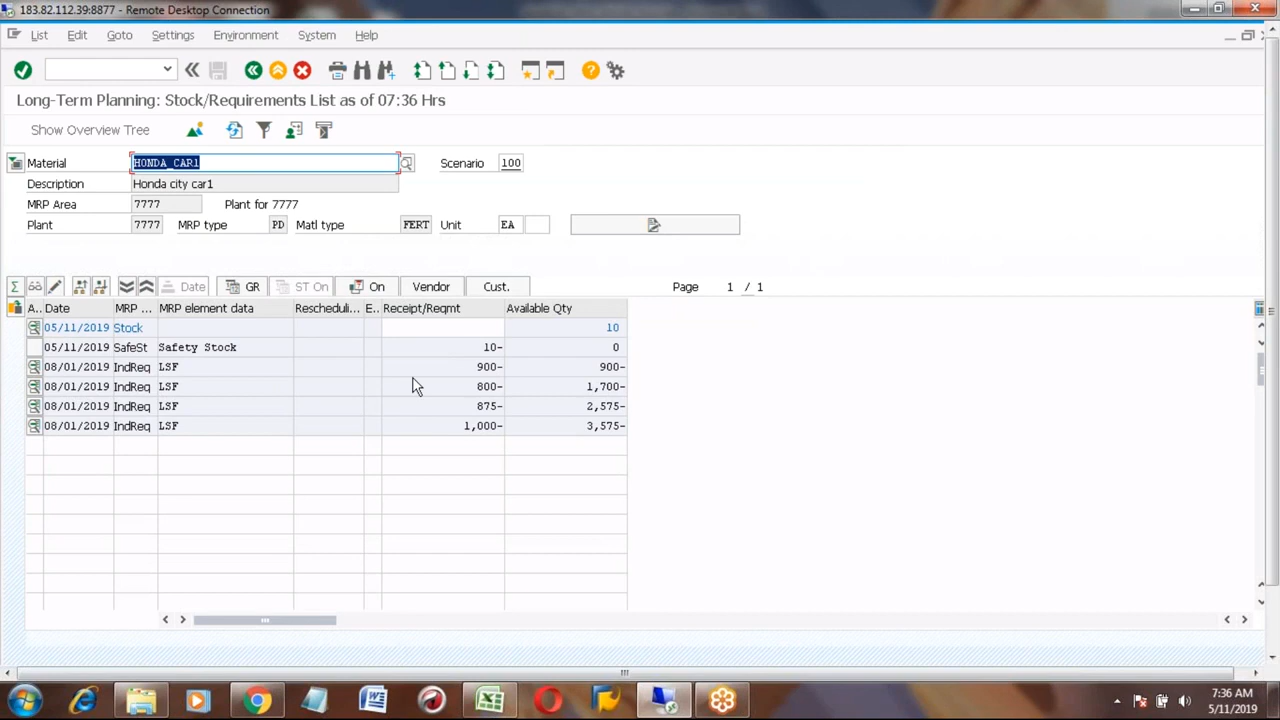 183.82.112.39:8877 - Remote Desktop Connection
List Edit Goto Settings Environment System Help
Long-Term Planning: Stock/Requirements List as of 07:36 Hrs
Show Overview Tree
Material HONDA_CAR1 Scenario 100
Description Honda city car1
MRP Area 7777 Plant for 7777
Plant 7777 MRP type PD Matl type FERT Unit EA
Σ Date GR ST On On Vendor Cust. Page 1 / 1
A.. Date MRP ... MRP element data Rescheduli... E.. Receipt/Reqmt Available Qty
05/11/2019 Stock 10
05/11/2019 SafeSt Safety Stock 10- 0
08/01/2019 IndReq LSF 900- 900-
08/01/2019 IndReq LSF 800- 1,700-
08/01/2019 IndReq LSF 875- 2,575-
08/01/2019 IndReq LSF 1,000- 3,575-
7:36 AM
5/11/2019